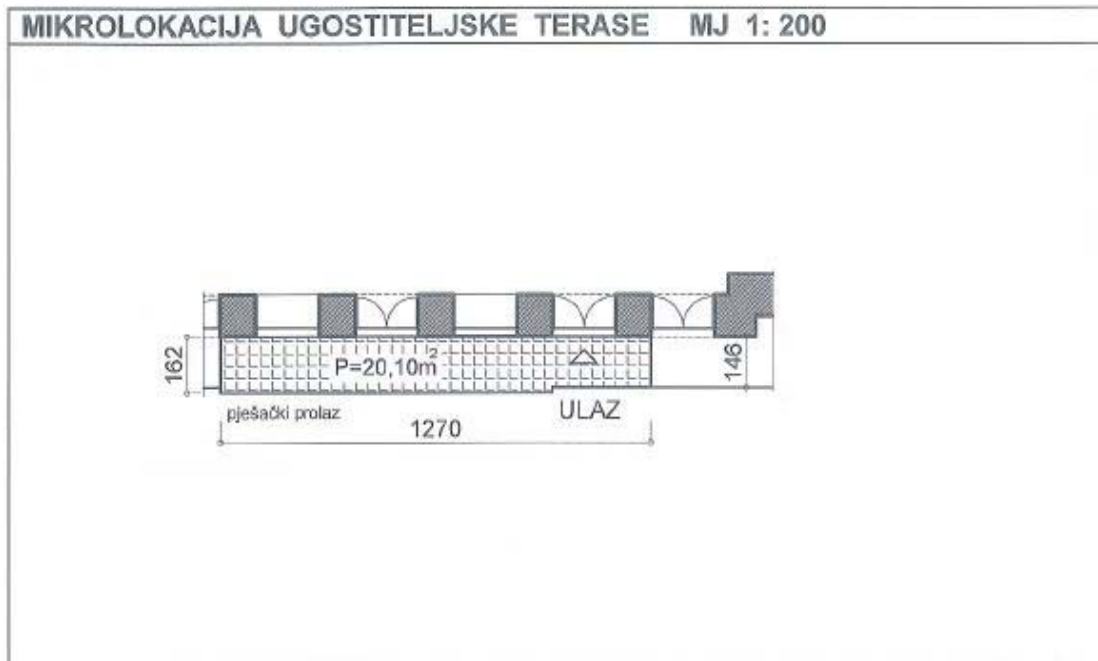 MIKROLOKACIJA UGOSTITELJSKE TERASE MJ 1: 200
162
P=20,10m²
146
pješački prolaz
ULAZ
1270